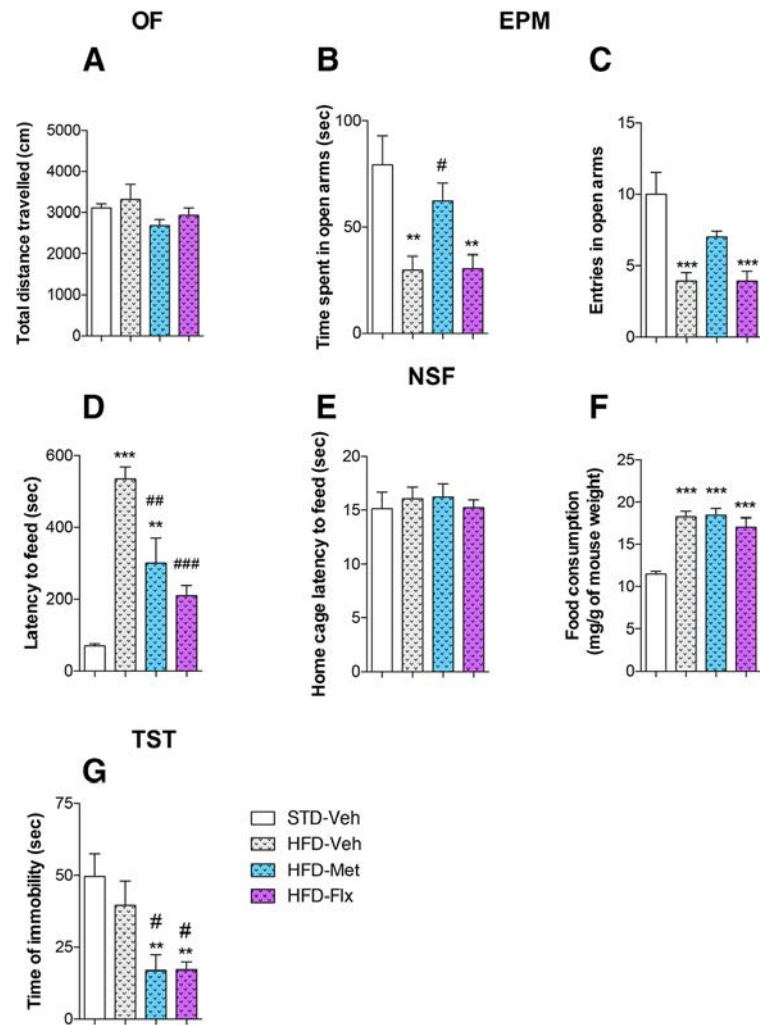 OF
EPM
A
B
C
Total distance travelled (cm)
5000
4000
3000
2000
1000
0
Time spent in open arms (sec)
100
50
0
**
#
**
Entries in open arms
15
10
5
0
***
***
NSF
D
E
F
Latency to feed (sec)
600
400
200
0
***
##
**
###
Home cage latency to feed (sec)
20
15
10
5
0
Food consumption
(mg/g of mouse weight)
25
20
15
10
5
0
***
***
***
TST
G
Time of immobility (sec)
75
50
25
0
#
**
#
**
STD-Veh
HFD-Veh
HFD-Met
HFD-Flx